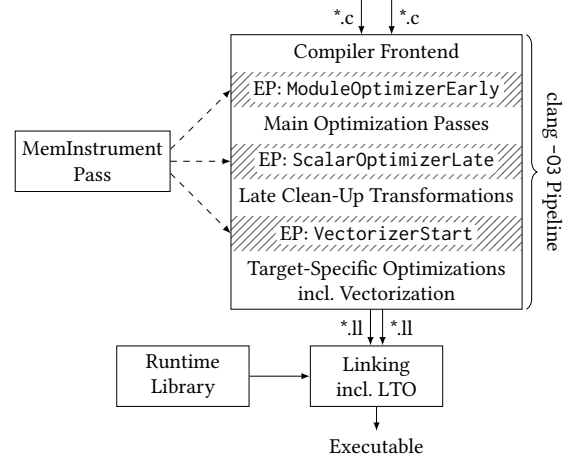 *.c *.c
Compiler Frontend
EP: ModuleOptimizerEarly
Main Optimization Passes
MemInstrument
Pass
EP: ScalarOptimizerLate
Late Clean-Up Transformations
EP: VectorizerStart
Target-Specific Optimizations
incl. Vectorization
clang -O3 Pipeline
*.ll *.ll
Runtime
Library
Linking
incl. LTO
Executable